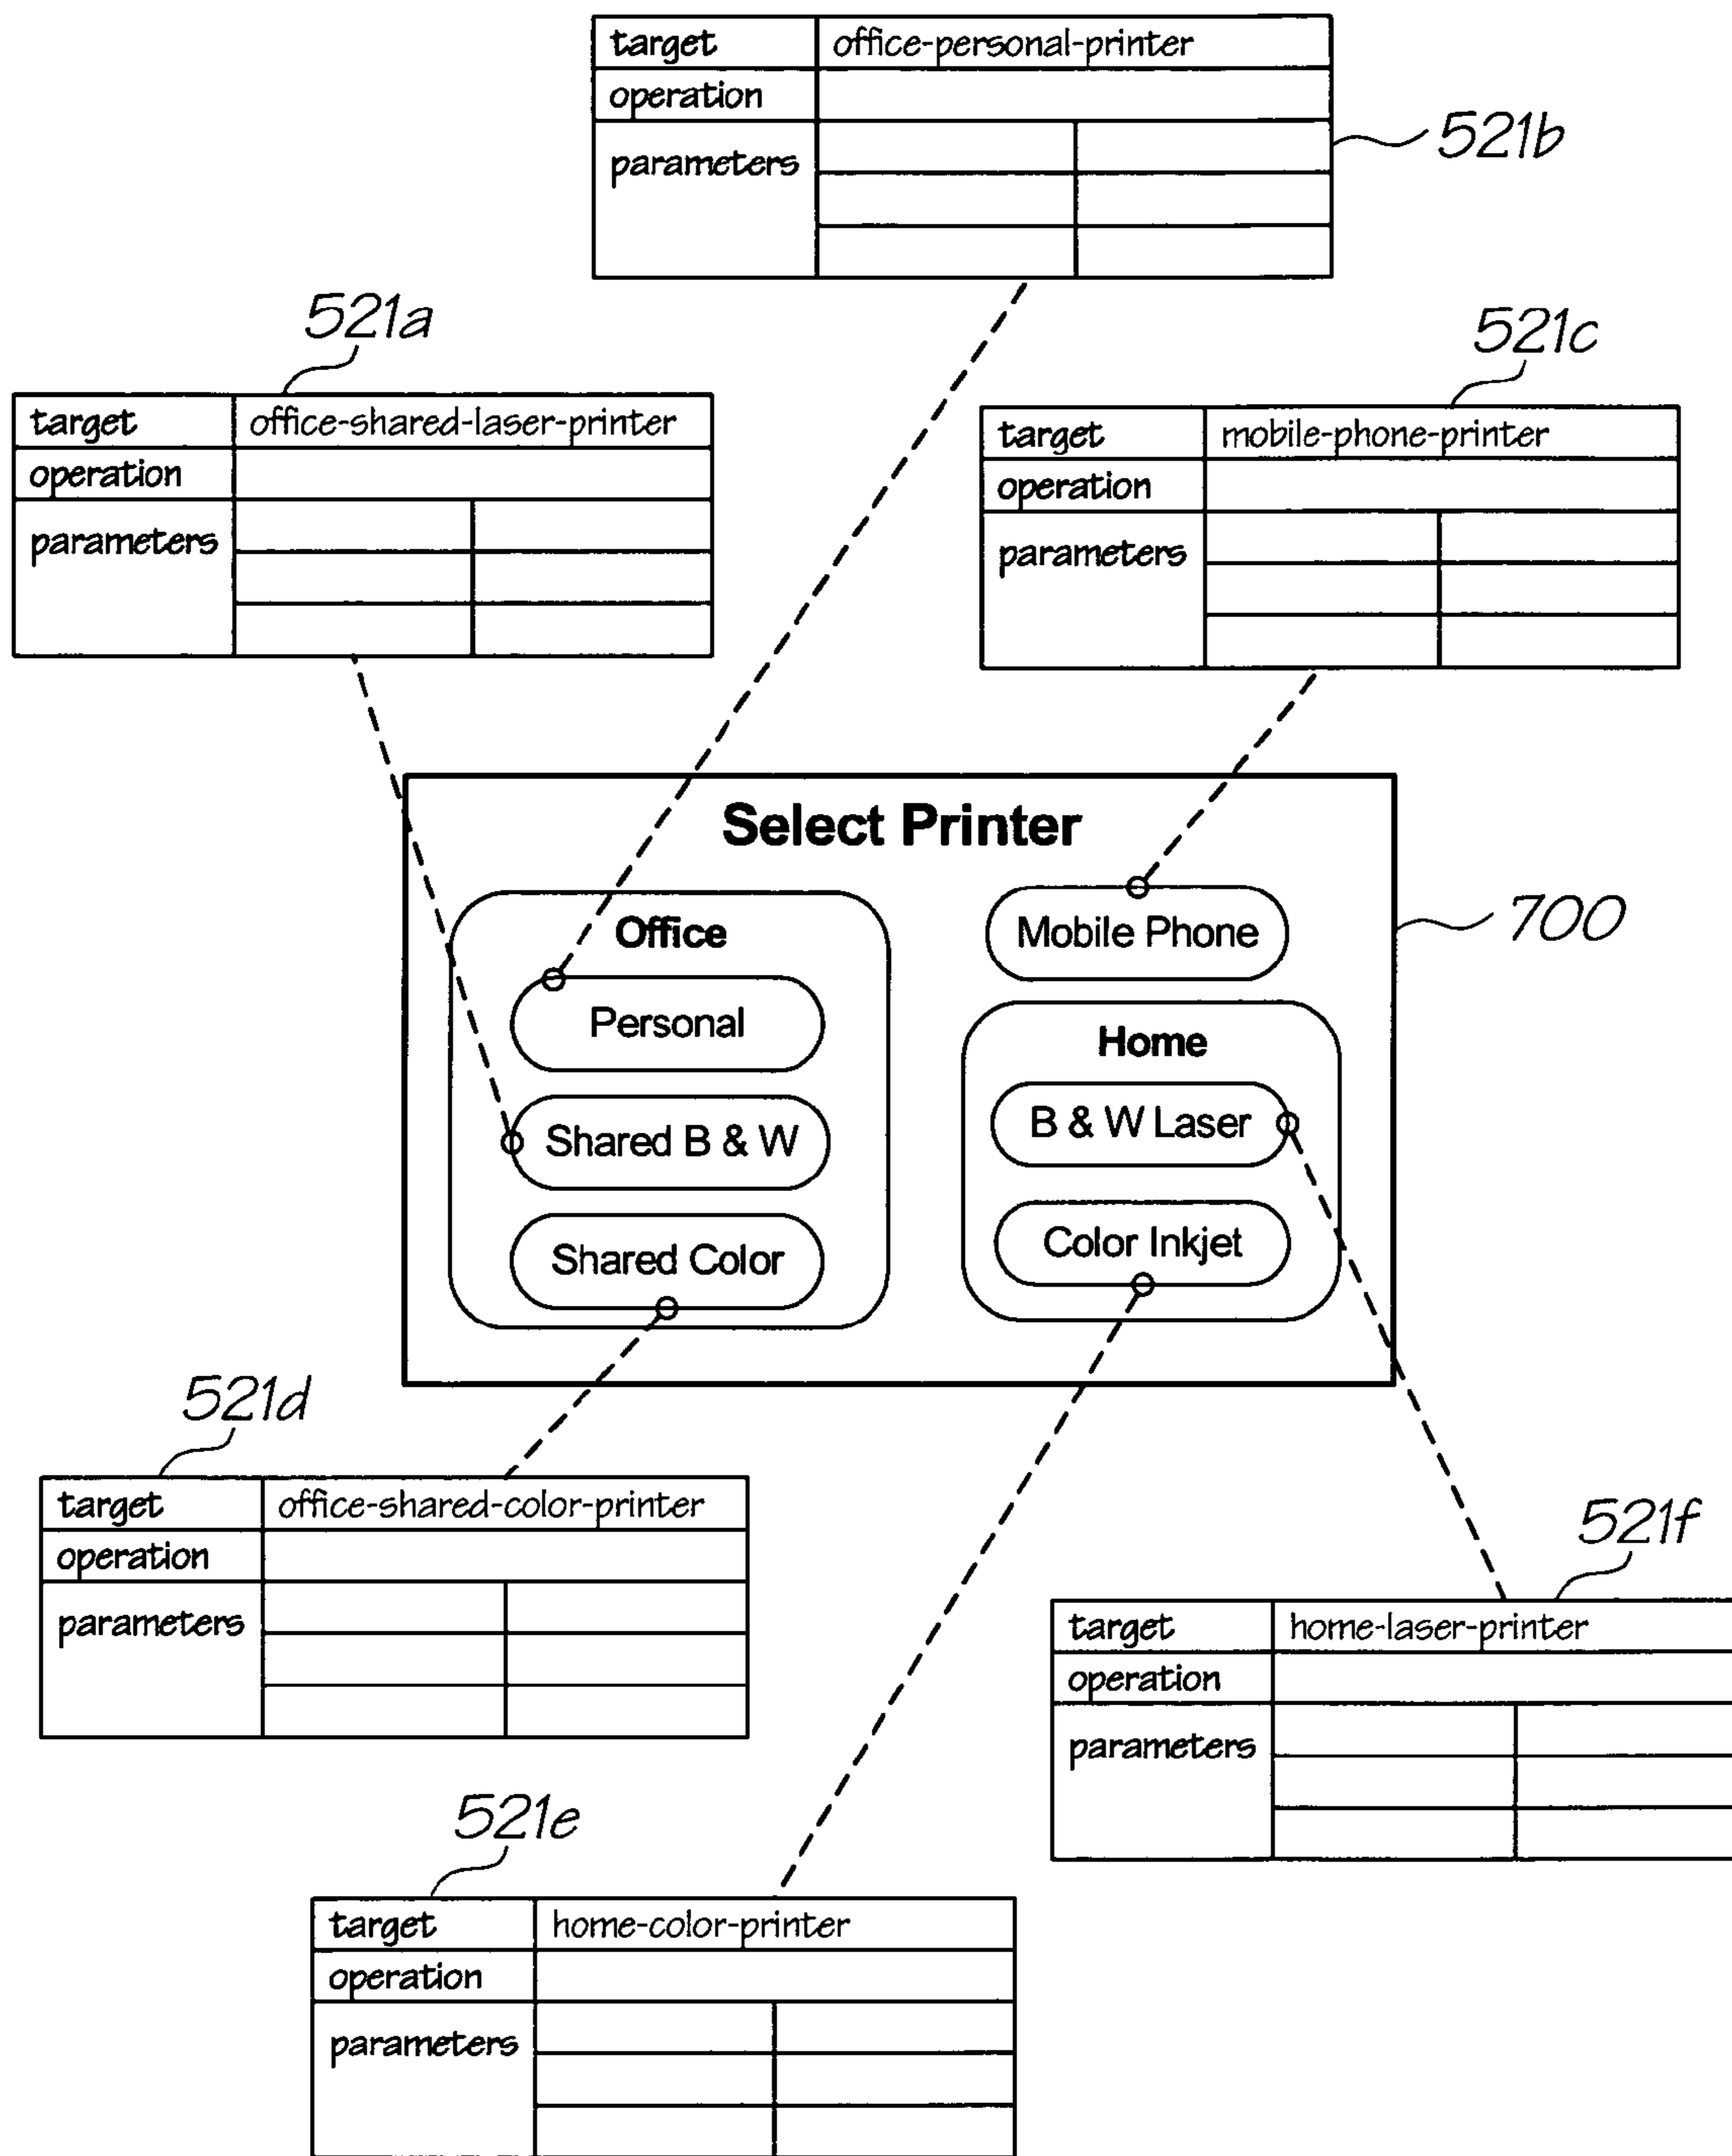 target office-personal-printer
operation
parameters
521b
521a
target office-shared-laser-printer
operation
parameters
521c
target mobile-phone-printer
operation
parameters
Select Printer
700
Office
Personal
Shared B & W
Shared Color
Mobile Phone
Home
B & W Laser
Color Inkjet
521d
target office-shared-color-printer
operation
parameters
521f
target home-laser-printer
operation
parameters
521e
target home-color-printer
operation
parameters